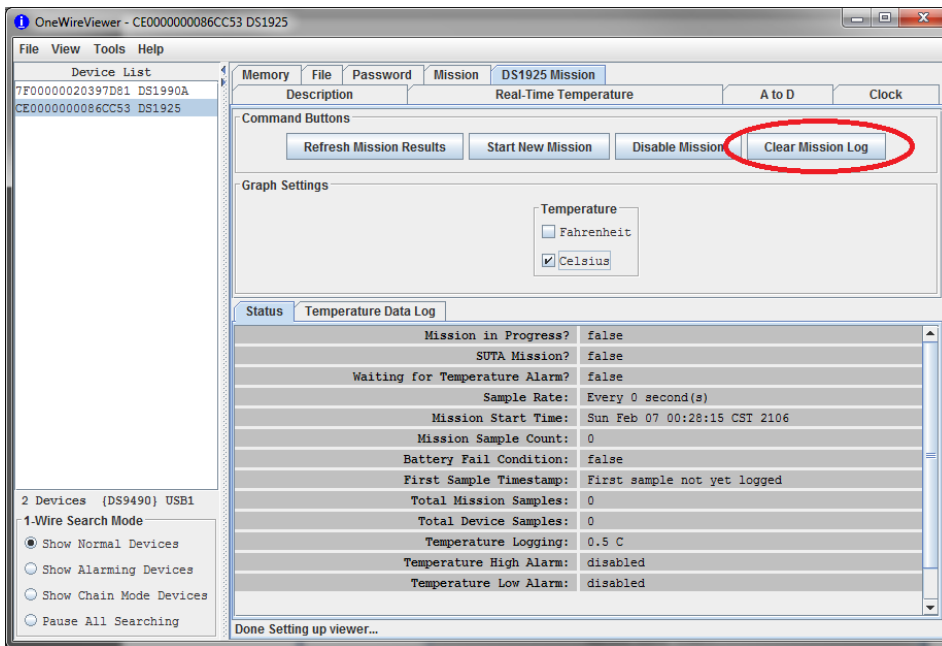 OneWireViewer - CE0000000086CC53 DS1925
File View Tools Help
Device List
7F00000020397D81 DS1990A
CE0000000086CC53 DS1925
2 Devices {DS9490} USB1
1-Wire Search Mode
Show Normal Devices
Show Alarming Devices
Show Chain Mode Devices
Pause All Searching
Memory File Password Mission DS1925 Mission
Description Real-Time Temperature A to D Clock
Command Buttons
Refresh Mission Results Start New Mission Disable Mission Clear Mission Log
Graph Settings
Temperature
Fahrenheit
Celsius
Status Temperature Data Log
Mission in Progress? false
SUTA Mission? false
Waiting for Temperature Alarm? false
Sample Rate: Every 0 second(s)
Mission Start Time: Sun Feb 07 00:28:15 CST 2106
Mission Sample Count: 0
Battery Fail Condition: false
First Sample Timestamp: First sample not yet logged
Total Mission Samples: 0
Total Device Samples: 0
Temperature Logging: 0.5 C
Temperature High Alarm: disabled
Temperature Low Alarm: disabled
Done Setting up viewer...